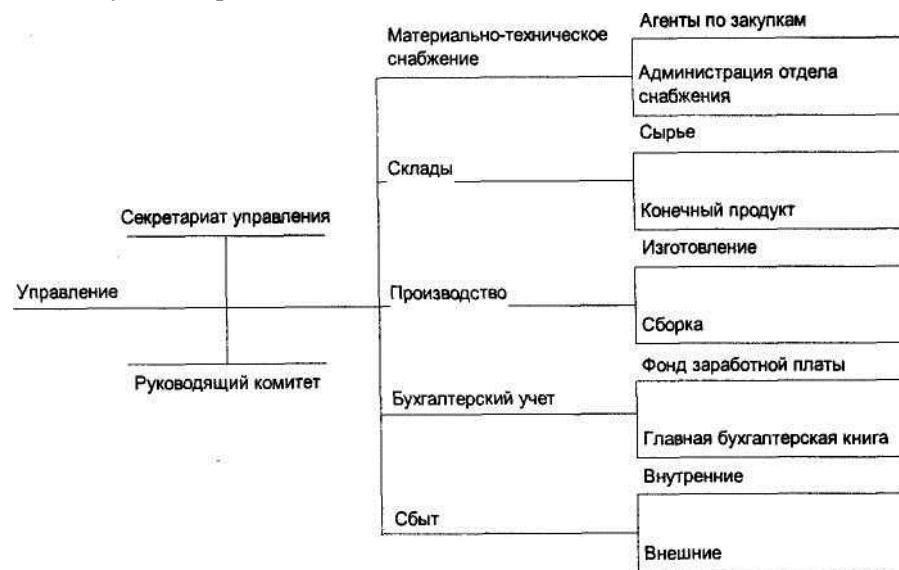 Агенты по закупкам
Материально-техническое
снабжение
Администрация отдела
снабжения
Сырье
Склады
Конечный продукт
Секретариат управления
Изготовление
Управление
Производство
Сборка
Руководящий комитет
Фонд заработной платы
Бухгалтерский учет
Главная бухгалтерская книга
Внутренние
Сбыт
Внешние